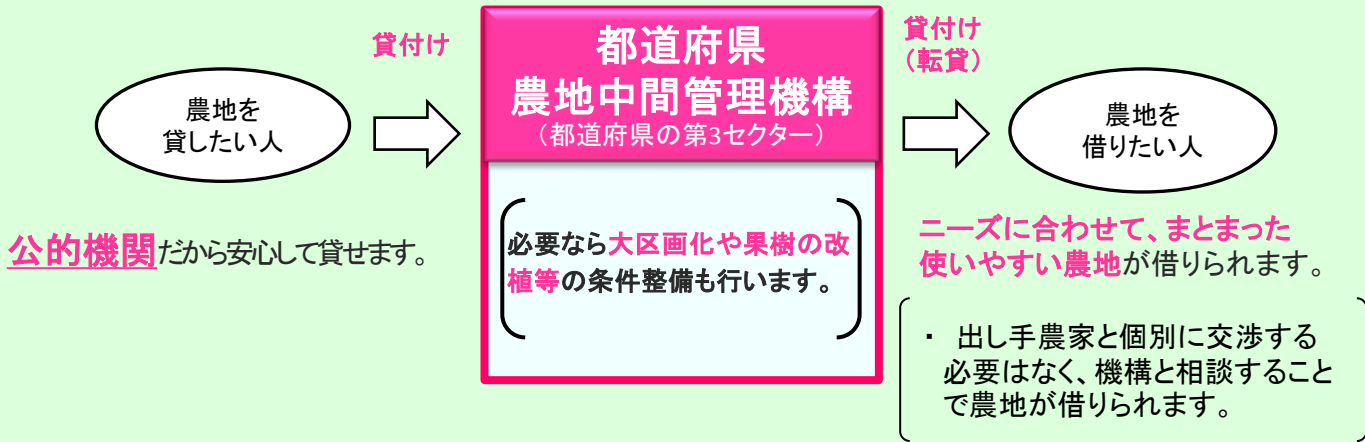 貸付け
農地を
貸したい人
公的機関だから安心して貸せます。
都道府県
農地中間管理機構
（都道府県の第3セクター）
必要なら大区画化や果樹の改
植等の条件整備も行います。
貸付け
（転貸）
農地を
借りたい人
ニーズに合わせて、まとまった
使いやすい農地が借りられます。
・ 出し手農家と個別に交渉する
必要はなく、機構と相談すること
で農地が借りられます。